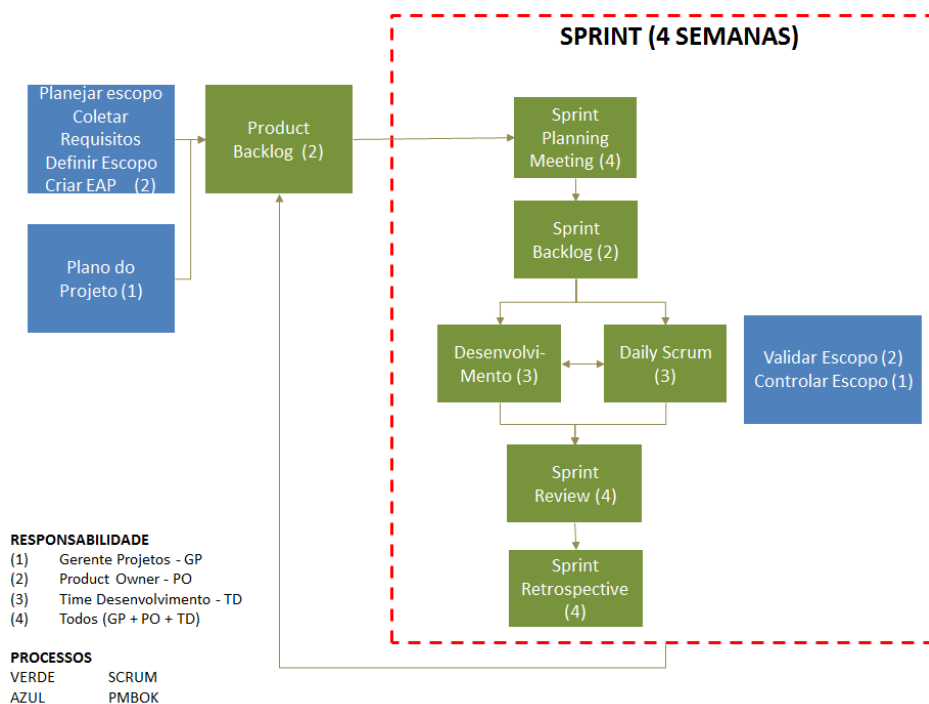 SPRINT (4 SEMANAS)
Planejar escopo
Coletar
Requisitos
Definir Escopo
Criar EAP (2)
Product
Backlog (2)
Sprint
Planning
Meeting (4)
Plano do
Projeto (1)
Sprint
Backlog (2)
Desenvolvi-
Mento (3)
Daily Scrum
(3)
Validar Escopo (2)
Controlar Escopo (1)
Sprint
Review (4)
Sprint
Retrospective
(4)
RESPONSABILIDADE
(1) Gerente Projetos - GP
(2) Product Owner - PO
(3) Time Desenvolvimento - TD
(4) Todos (GP + PO + TD)
PROCESSOS
VERDE SCRUM
AZUL PMBOK